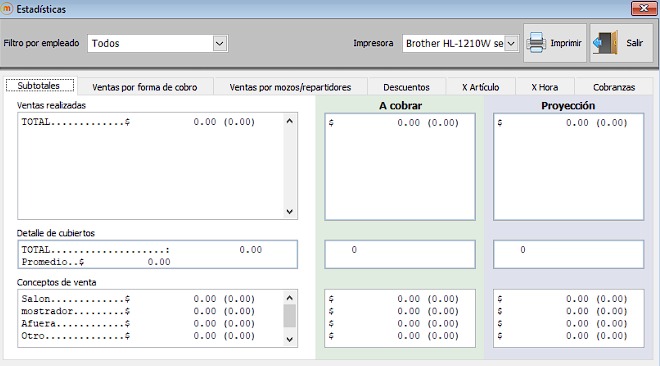 m Estadísticas
Filtro por empleado Todos Impresora Brother HL-1210W se Imprimir Salir
Subtotales Ventas por forma de cobro Ventas por mozos/repartidores Descuentos X Artículo X Hora Cobranzas
Ventas realizadas A cobrar Proyección
TOTAL.............$ 0.00 (0.00) $ 0.00 (0.00) $ 0.00 (0.00)
Detalle de cubiertos
TOTAL....................: 0.00 0 0
Promedio..$ 0.00
Conceptos de venta
Salon.............$ 0.00 (0.00) $ 0.00 (0.00) $ 0.00 (0.00)
mostrador.........$ 0.00 (0.00) $ 0.00 (0.00) $ 0.00 (0.00)
Afuera............$ 0.00 (0.00) $ 0.00 (0.00) $ 0.00 (0.00)
Otro..............$ 0.00 (0.00) $ 0.00 (0.00) $ 0.00 (0.00)